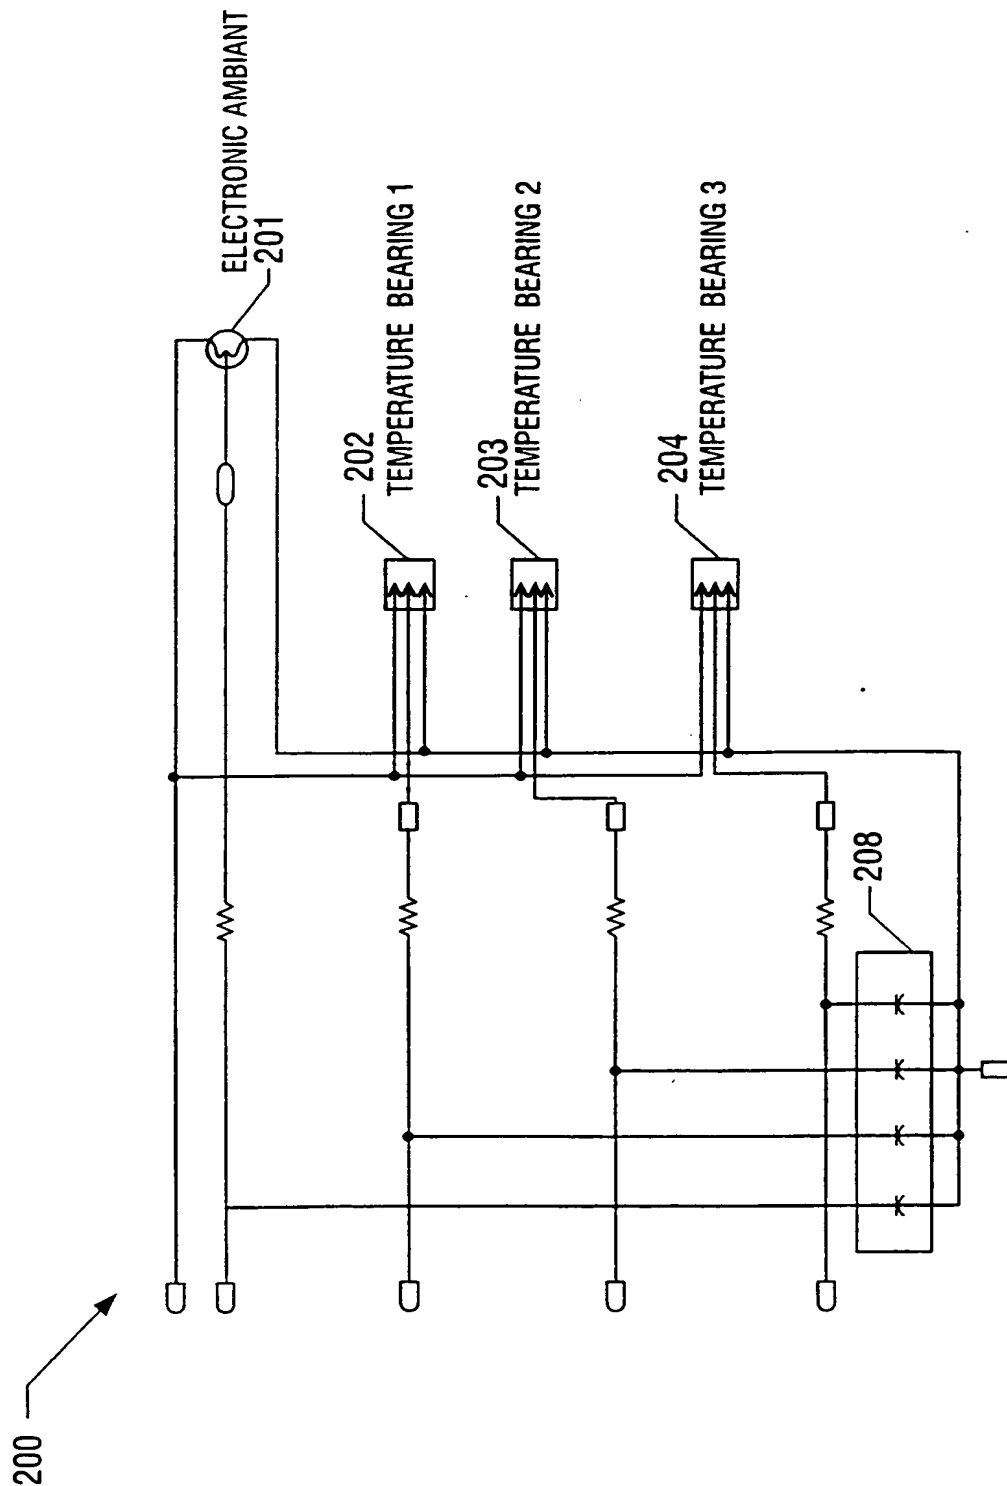 200
ELECTRONIC AMBIANT
201
202
TEMPERATURE BEARING 1
203
TEMPERATURE BEARING 2
204
TEMPERATURE BEARING 3
208